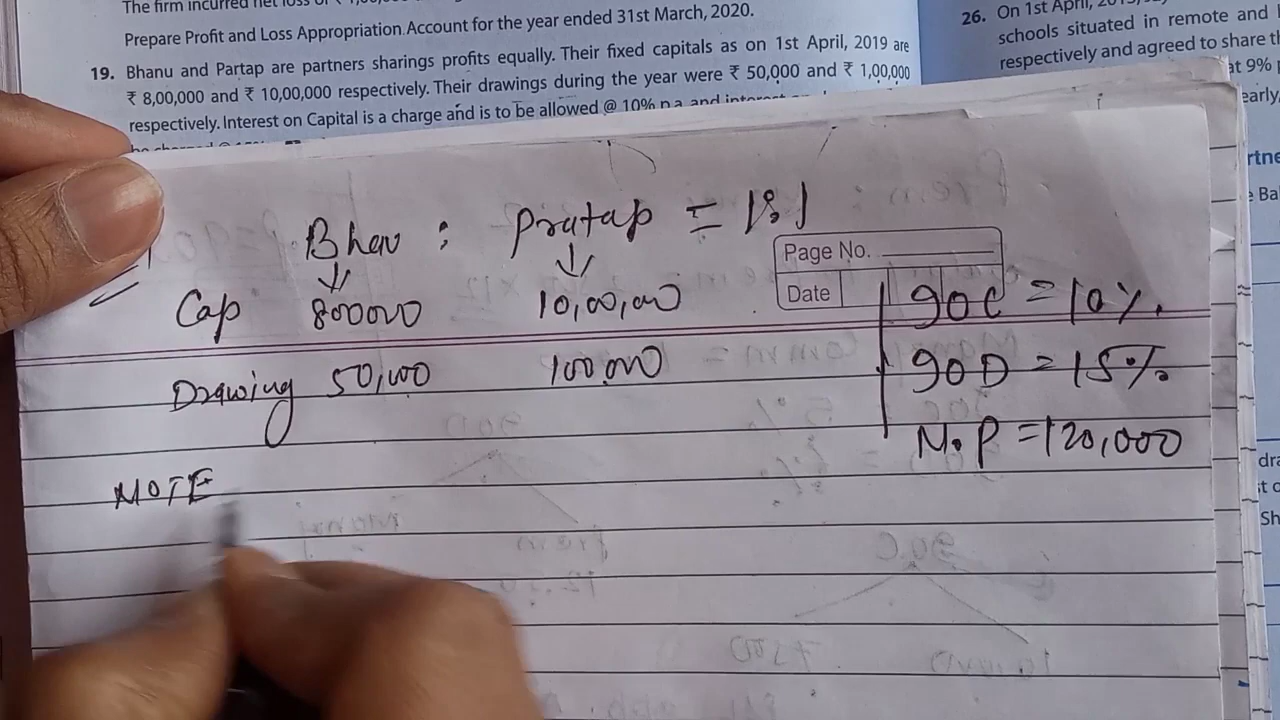 The firm incurred net loss of ₹
Prepare Profit and Loss Appropriation Account for the year ended 31st March, 2020.
19. Bhanu and Partap are partners sharings profits equally. Their fixed capitals as on 1st April, 2019 are
₹ 8,00,000 and ₹ 10,00,000 respectively. Their drawings during the year were ₹ 50,000 and ₹ 1,00,000
respectively. Interest on Capital is a charge and is to be allowed @ 10% p.a. and
26. On 1st April,
schools situated in remote and
respectively and agreed to share
at 9%
early,
Bhav : Pratap = 1:1
Cap 800000 10,00,000
Drawing 50,000 100,000
NOTE
Page No.
Date
90C = 10%.
90D = 15%
N.P = 120,000